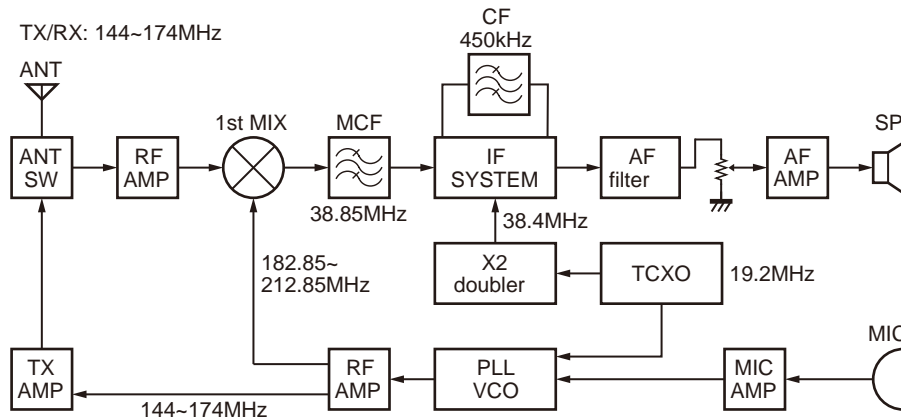 TX/RX: 144~174MHz
ANT
CF
450kHz
1st MIX
MCF
SP
ANT
SW
RF
AMP
IF
SYSTEM
AF
filter
AF
AMP
38.85MHz
38.4MHz
182.85~
212.85MHz
X2
doubler
TCXO
19.2MHz
MIC
TX
AMP
RF
AMP
PLL
VCO
MIC
AMP
144~174MHz